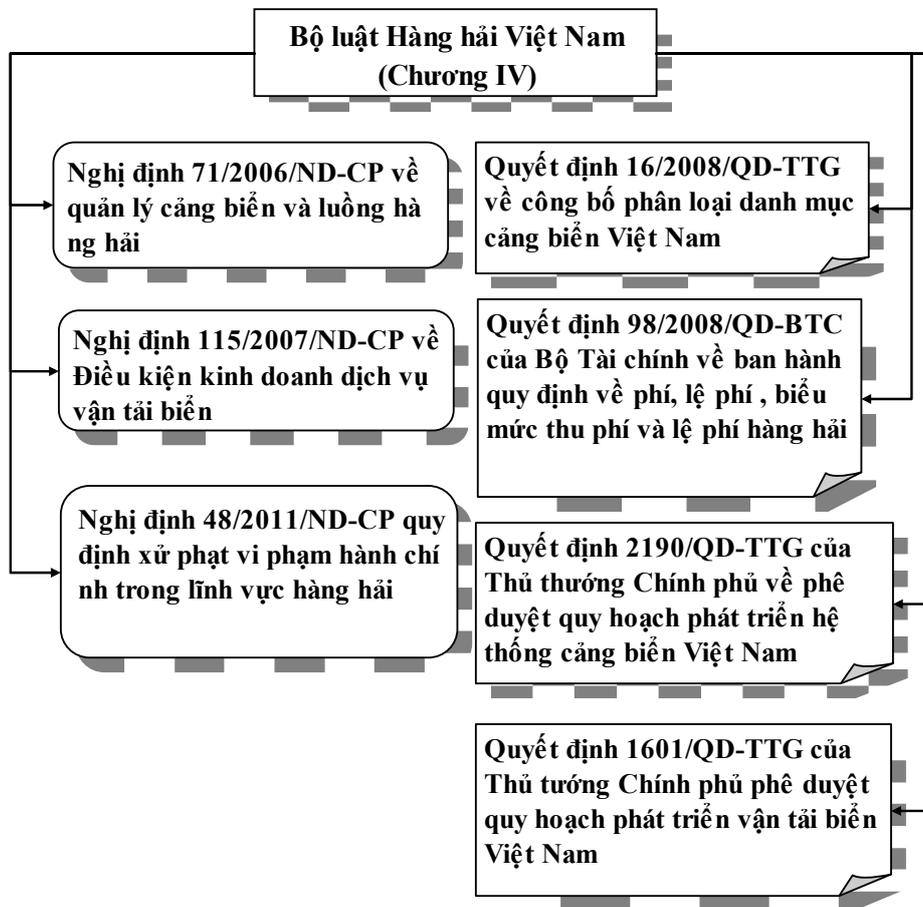 Bộ luật Hàng hải Việt Nam
(Chương IV)
Nghị định 71/2006/ND-CP về
quản lý cảng biển và luồng hà
ng hải
Nghị định 115/2007/ND-CP về
Điều kiện kinh doanh dịch vụ
vận tải biển
Nghị định 48/2011/ND-CP quy
định xử phạt vi phạm hành chí
nh trong lĩnh vực hàng hải
Quyết định 16/2008/QD-TTG
về công bố phân loại danh mục
cảng biển Việt Nam
Quyết định 98/2008/QD-BTC
của Bộ Tài chính về ban hành
quy định về phí, lệ phí , biểu
mức thu phí và lệ phí hàng hải
Quyết định 2190/QD-TTG của
Thủ thướng Chính phủ về phê
duyệt quy hoạch phát triển hệ
thống cảng biển Việt Nam
Quyết định 1601/QD-TTG của
Thủ tướng Chính phủ phê duyệt
quy hoạch phát triển vận tải biển
Việt Nam